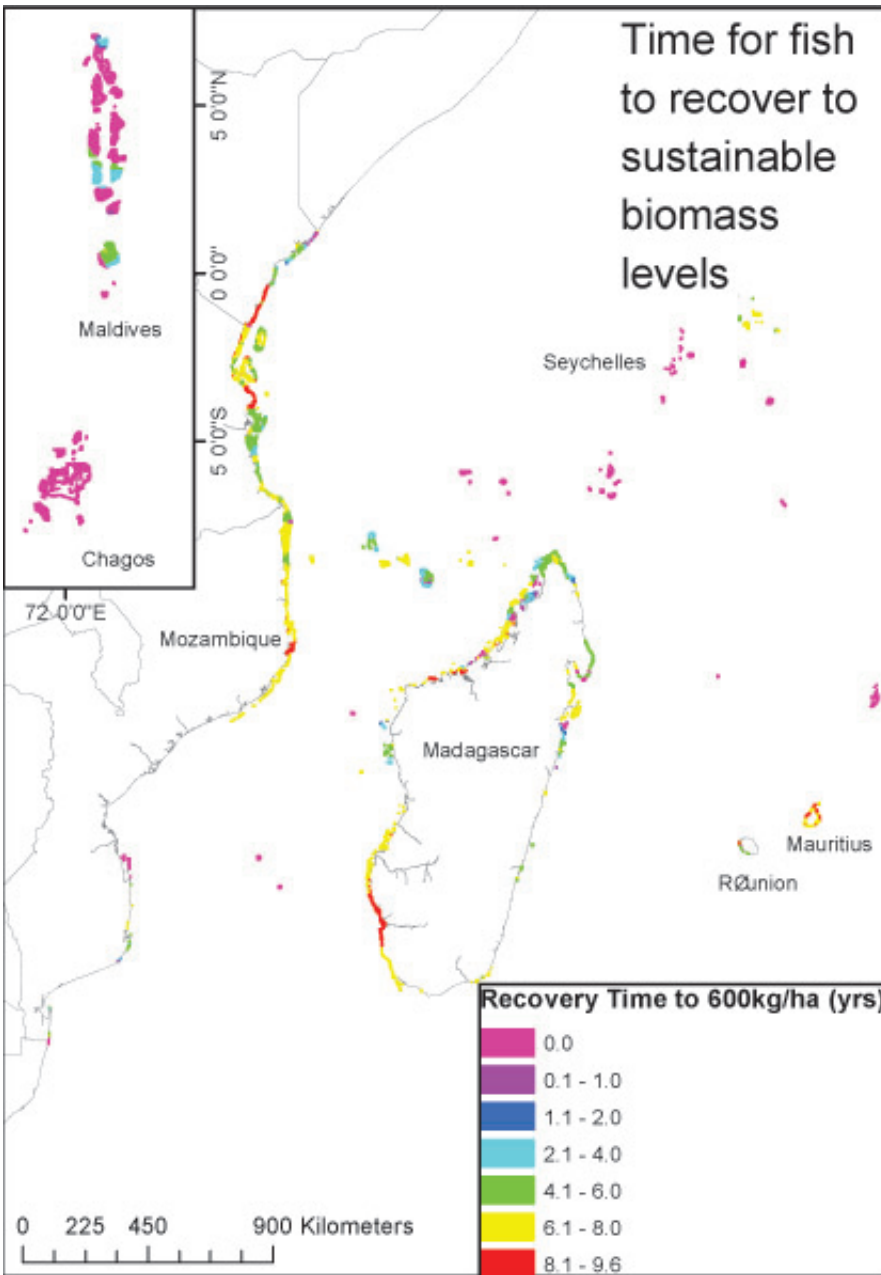 Time for fish
to recover to
sustainable
biomass
levels
5 0'0"N
0 0'0"
5 0'0"S
Maldives
Chagos
72 0'0"E
Seychelles
Mozambique
Madagascar
Mauritius
RØunion
Recovery Time to 600kg/ha (yrs)
0.0
0.1 - 1.0
1.1 - 2.0
2.1 - 4.0
4.1 - 6.0
6.1 - 8.0
8.1 - 9.6
0 225 450 900 Kilometers